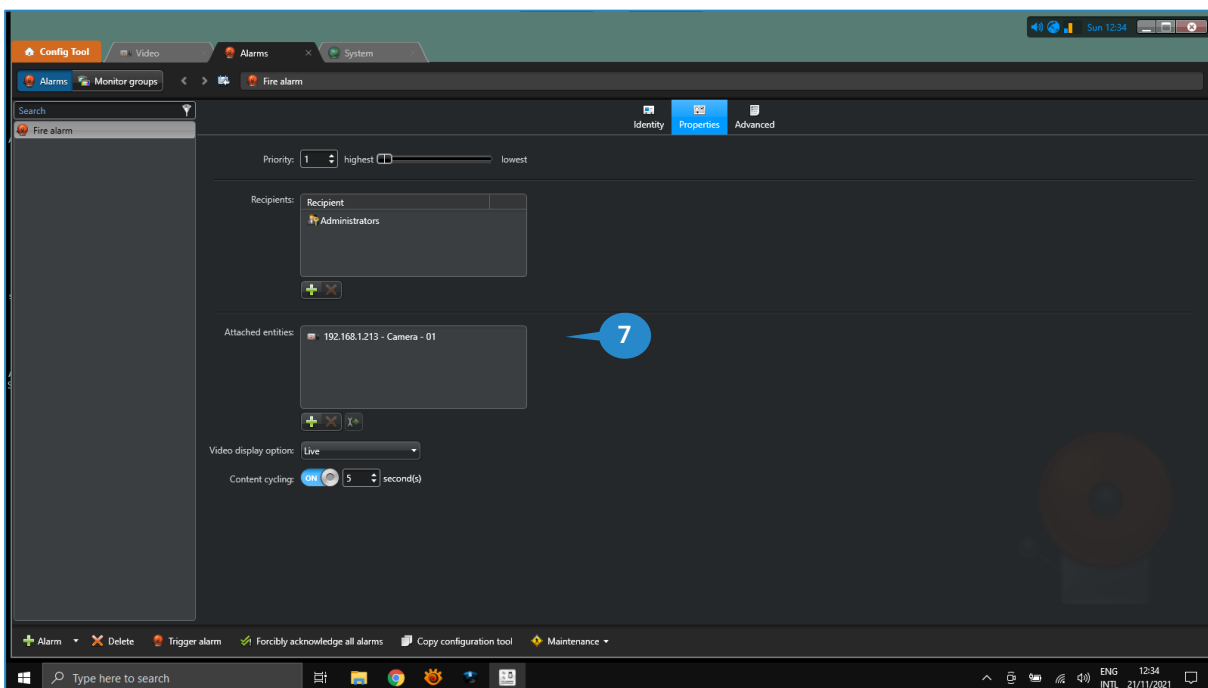 Sun 12:34
Config Tool Video Alarms System
Alarms Monitor groups Fire alarm
Search
Fire alarm
Identity Properties Advanced
Priority: 1 highest lowest
Recipients: Recipient
Administrators
Attached entities: 192.168.1.213 - Camera - 01
7
Video display option: Live
Content cycling: ON 5 second(s)
Alarm Delete Trigger alarm Forcibly acknowledge all alarms Copy configuration tool Maintenance
Type here to search
ENG 12:34
INTL 21/11/2021